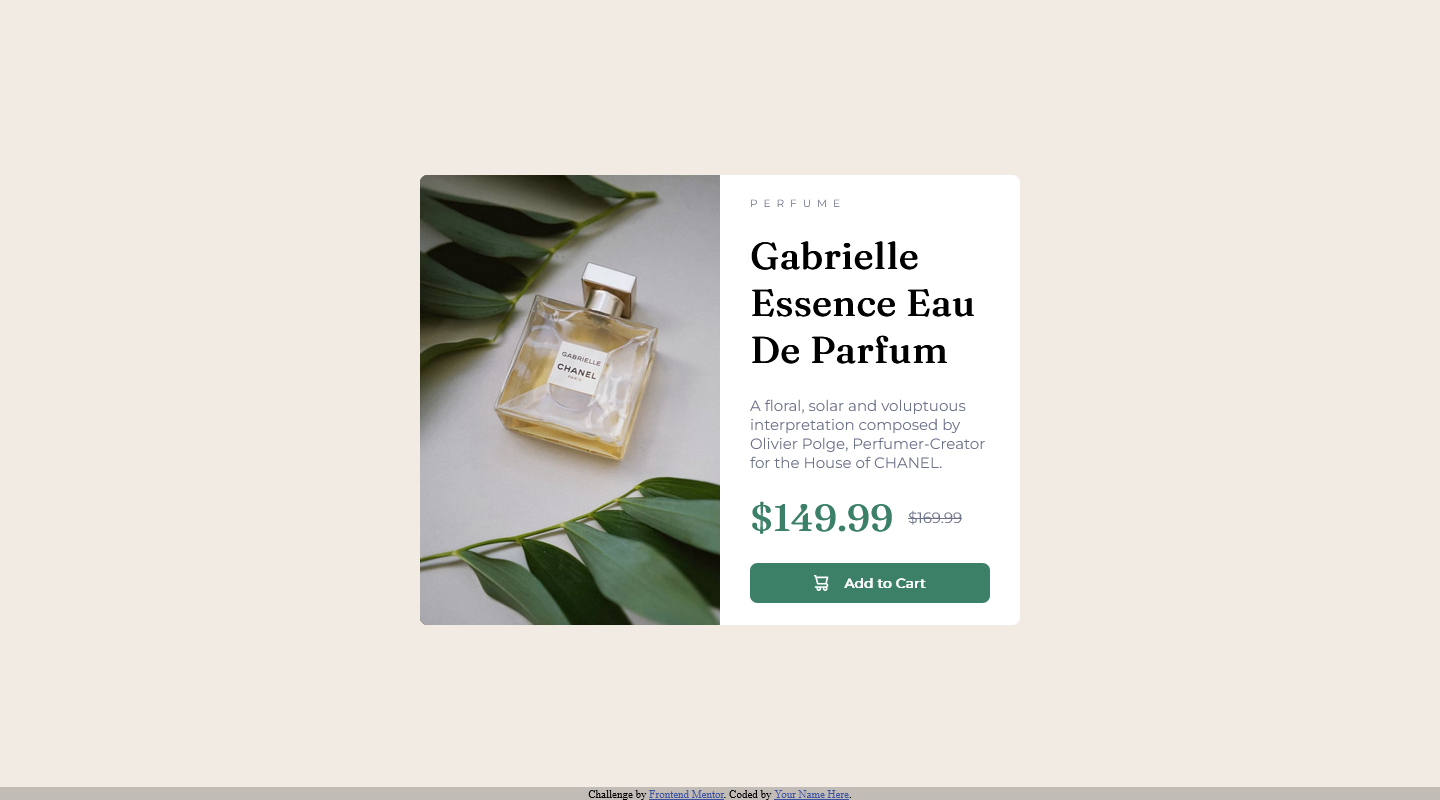 PERFUME
Gabrielle
Essence Eau
De Parfum
A floral, solar and voluptuous
interpretation composed by
Olivier Polge, Perfumer-Creator
for the House of CHANEL.
$149.99 $169.99
Add to Cart
GABRIELLE
CHANEL
PARIS
Challenge by Frontend Mentor. Coded by Your Name Here.